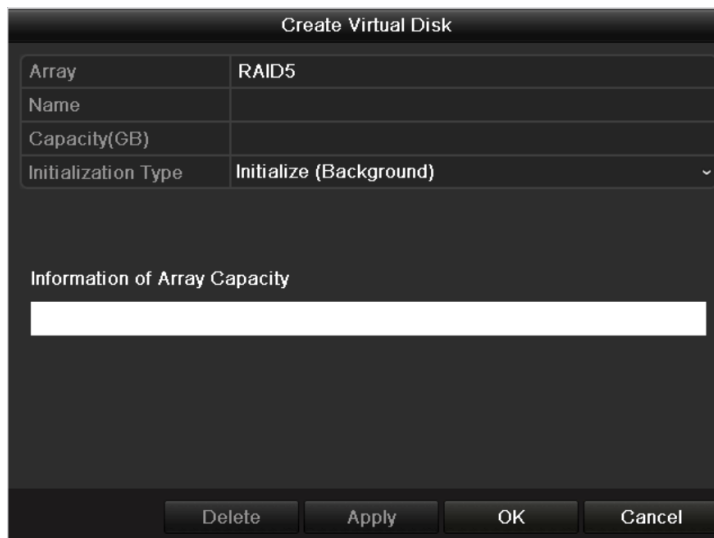 Create Virtual Disk
Array RAID5
Name
Capacity(GB)
Initialization Type Initialize (Background)
Information of Array Capacity
Delete Apply OK Cancel